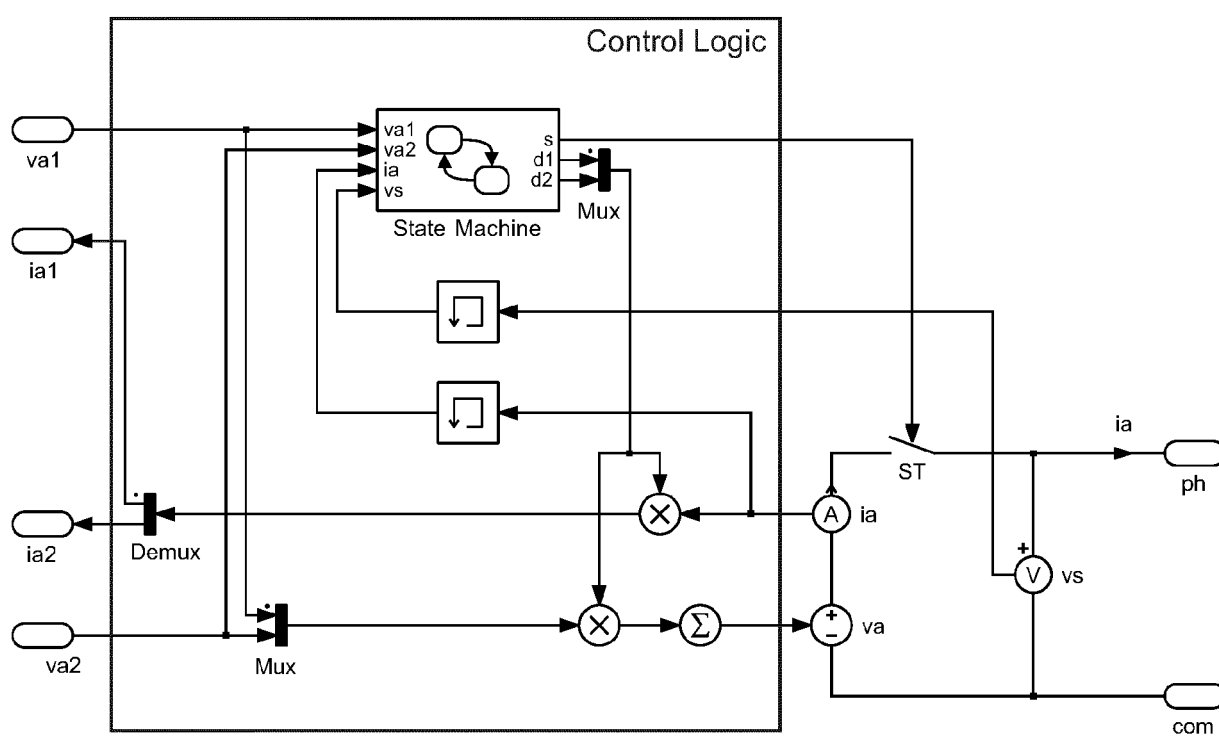 Control Logic
va1
va1
va2
ia
vs
s
d1
d2
Mux
State Machine
ia1
ia
ST
ph
A
ia
ia2
Demux
+
V
vs
va2
Mux
Σ
+
−
va
com